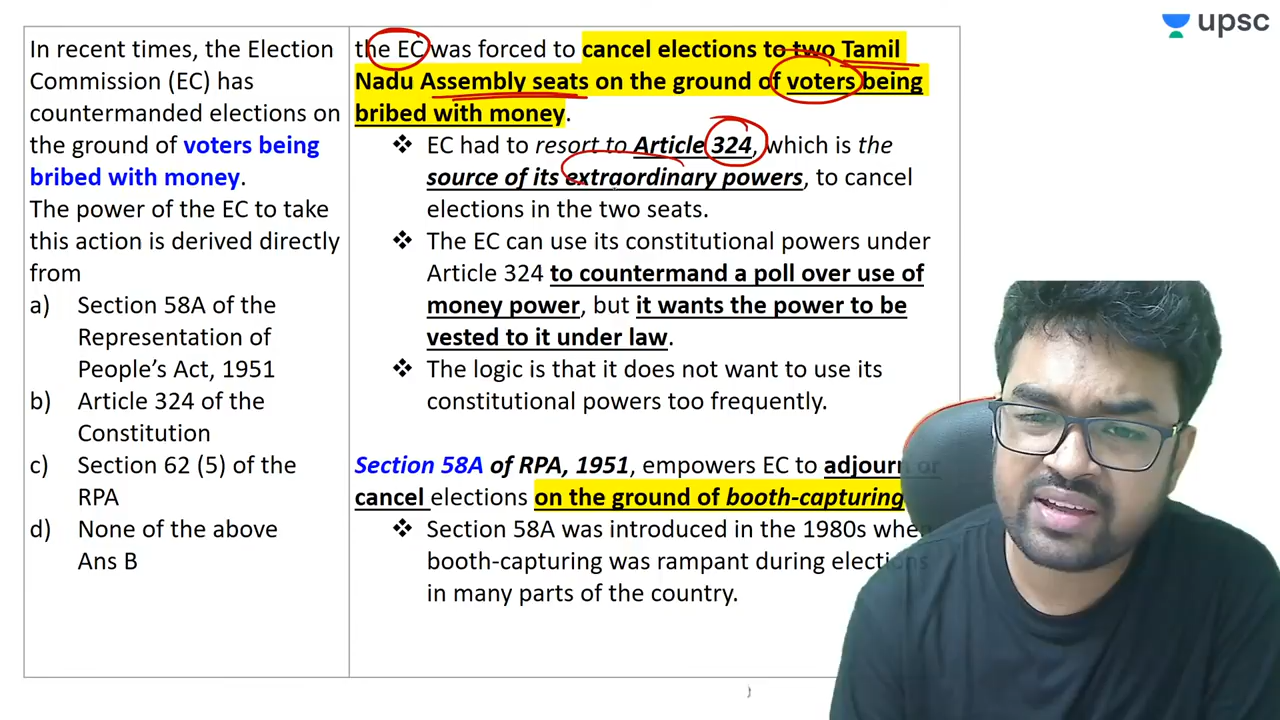 upsc
In recent times, the Election
Commission (EC) has
countermanded elections on
the ground of voters being
bribed with money.
The power of the EC to take
this action is derived directly
from
a) Section 58A of the
Representation of
People’s Act, 1951
b) Article 324 of the
Constitution
c) Section 62 (5) of the
RPA
d) None of the above
Ans B
the EC was forced to cancel elections to two Tamil
Nadu Assembly seats on the ground of voters being
bribed with money.
❖ EC had to resort to Article 324, which is the
source of its extraordinary powers, to cancel
elections in the two seats.
❖ The EC can use its constitutional powers under
Article 324 to countermand a poll over use of
money power, but it wants the power to be
vested to it under law.
❖ The logic is that it does not want to use its
constitutional powers too frequently.
Section 58A of RPA, 1951, empowers EC to adjourn or
cancel elections on the ground of booth-capturing
❖ Section 58A was introduced in the 1980s when
booth-capturing was rampant during elections
in many parts of the country.